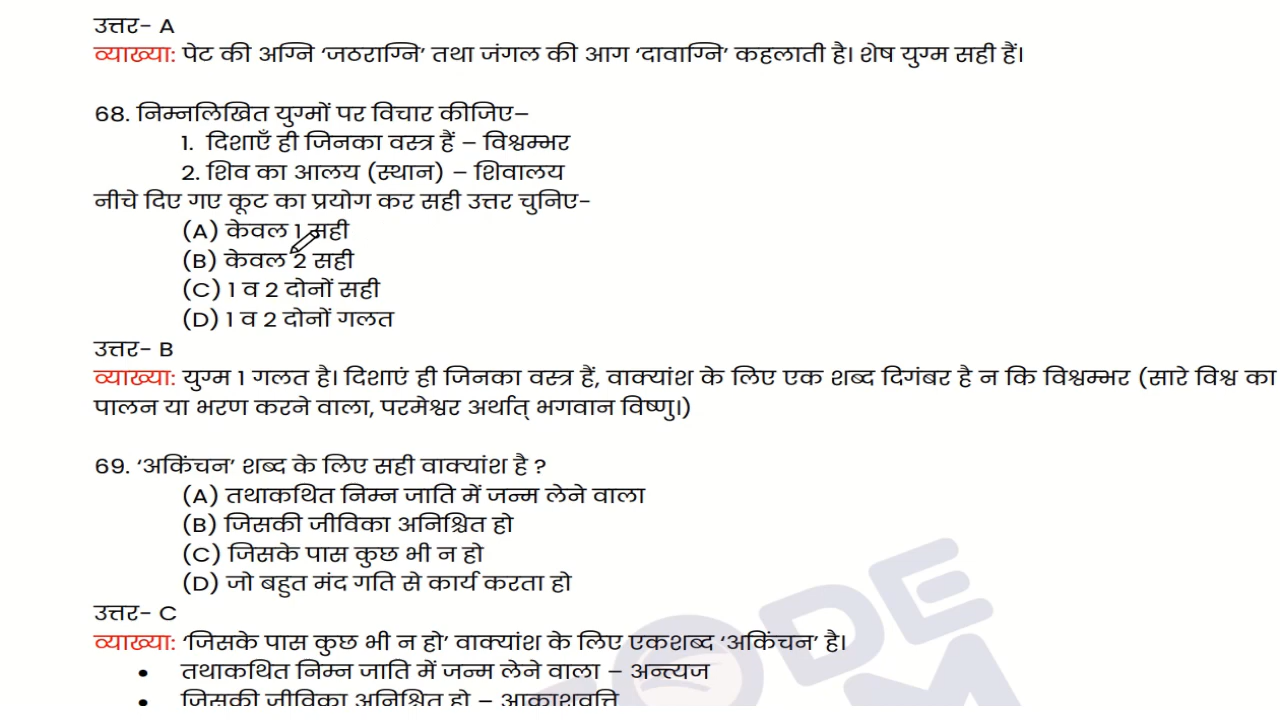 उत्तर- A
व्याख्या: पेट की अग्नि ‘जठराग्नि’ तथा जंगल की आग ‘दावाग्नि’ कहलाती है। शेष युग्म सही हैं।
68. निम्नलिखित युग्मों पर विचार कीजिए–
1. दिशाएँ ही जिनका वस्त्र हैं – विश्वम्भर
2. शिव का आलय (स्थान) – शिवालय
नीचे दिए गए कूट का प्रयोग कर सही उत्तर चुनिए-
(A) केवल 1 सही
(B) केवल 2 सही
(C) 1 व 2 दोनों सही
(D) 1 व 2 दोनों गलत
उत्तर- B
व्याख्या: युग्म 1 गलत है। दिशाएं ही जिनका वस्त्र हैं, वाक्यांश के लिए एक शब्द दिगंबर है न कि विश्वम्भर (सारे विश्व का
पालन या भरण करने वाला, परमेश्वर अर्थात् भगवान विष्णु।)
69. ‘अकिंचन’ शब्द के लिए सही वाक्यांश है ?
(A) तथाकथित निम्न जाति में जन्म लेने वाला
(B) जिसकी जीविका अनिश्चित हो
(C) जिसके पास कुछ भी न हो
(D) जो बहुत मंद गति से कार्य करता हो
उत्तर- C
व्याख्या: ‘जिसके पास कुछ भी न हो’ वाक्यांश के लिए एकशब्द ‘अकिंचन’ है।
• तथाकथित निम्न जाति में जन्म लेने वाला – अन्त्यज
• जिसकी जीविका अनिश्चित हो – आकाशवृत्ति